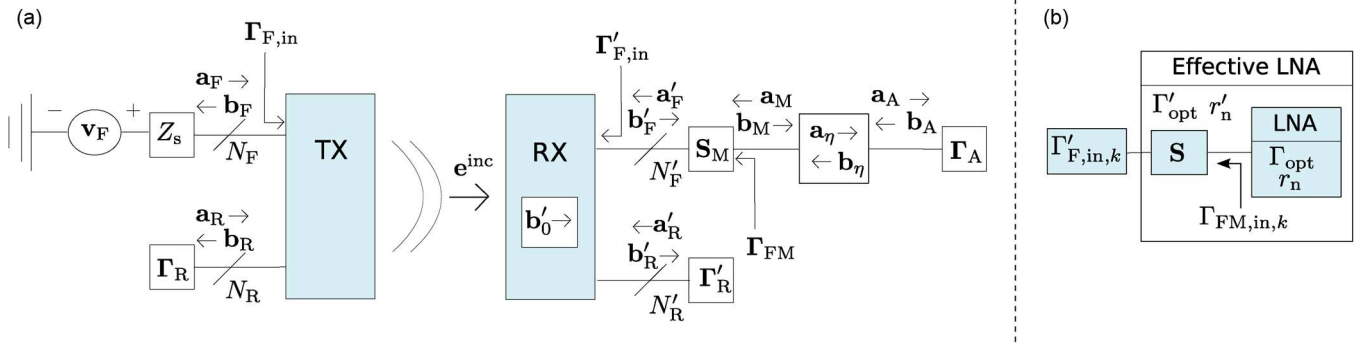 (a)
Γ_F,in
a_F →
← b_F
− v_F +
Z_s
N_F
TX
a_R →
← b_R
Γ_R
N_R
e^inc
→
RX
b′_0→
Γ′_F,in
← a′_F
b′_F →
N′_F
S_M
← a_M
b_M →
Γ_FM
a_η→
← b_η
a_A →
← b_A
Γ_A
← a′_R
b′_R →
N′_R
Γ′_R
(b)
Effective LNA
Γ′_opt r′_n
Γ′_F,in,k
S
LNA
Γ_opt
r_n
Γ_FM,in,k